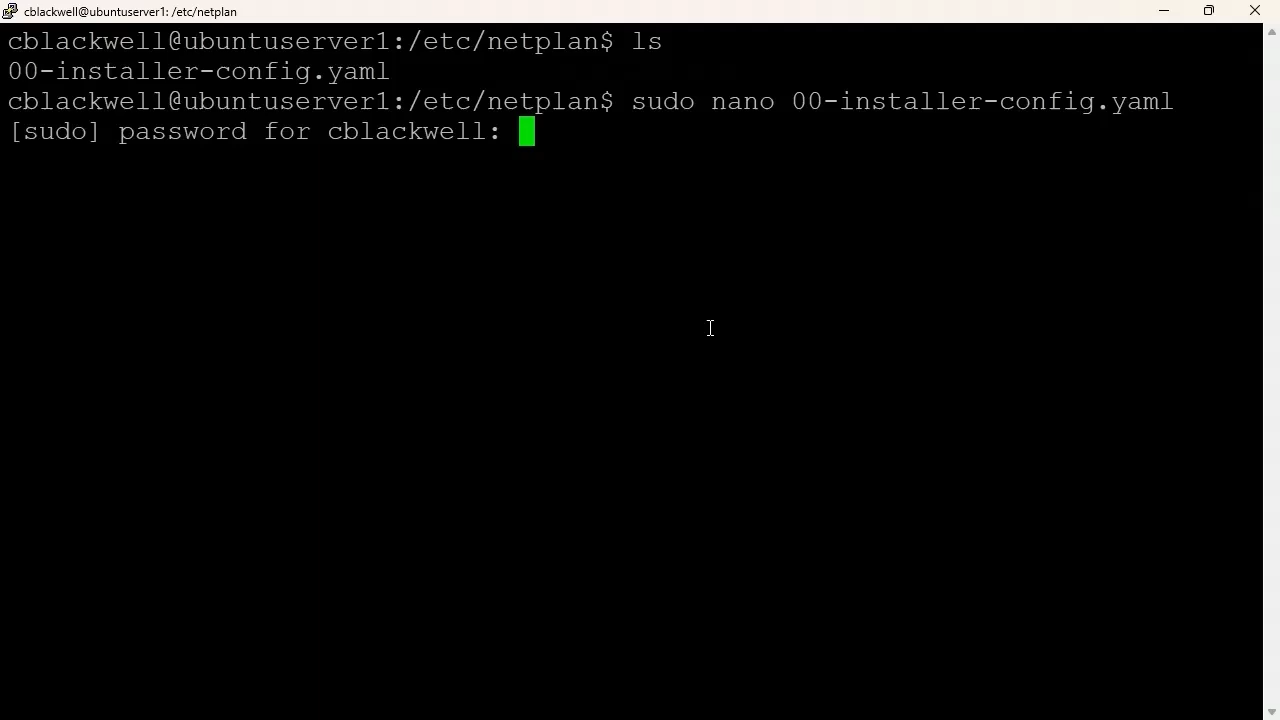 cblackwell@ubuntuserver1: /etc/netplan
cblackwell@ubuntuserver1:/etc/netplan$ ls
00-installer-config.yaml
cblackwell@ubuntuserver1:/etc/netplan$ sudo nano 00-installer-config.yaml
[sudo] password for cblackwell: